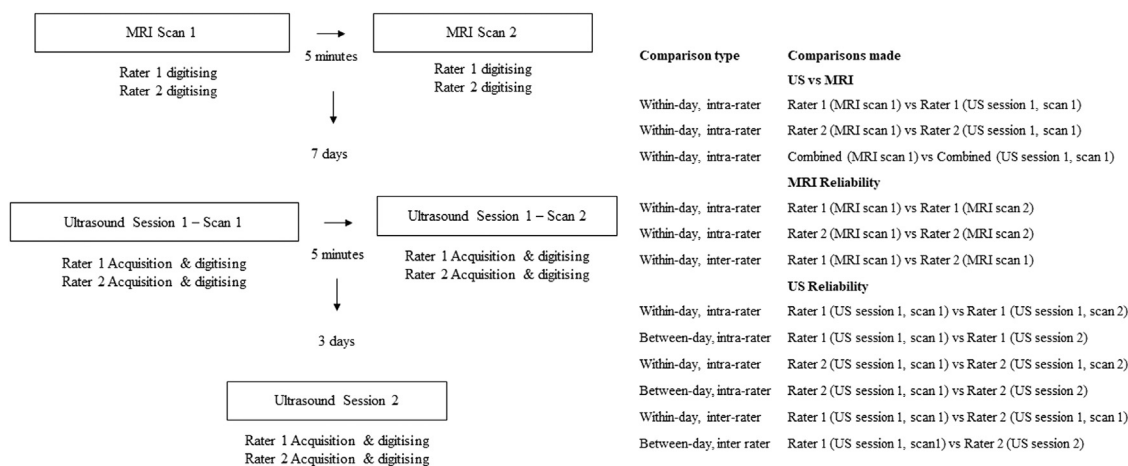 MRI Scan 1
MRI Scan 2
5 minutes
Rater 1 digitising
Rater 2 digitising
Rater 1 digitising
Rater 2 digitising
7 days
Ultrasound Session 1 – Scan 1
Ultrasound Session 1 – Scan 2
5 minutes
Rater 1 Acquisition & digitising
Rater 2 Acquisition & digitising
Rater 1 Acquisition & digitising
Rater 2 Acquisition & digitising
3 days
Ultrasound Session 2
Rater 1 Acquisition & digitising
Rater 2 Acquisition & digitising
Comparison type Comparisons made
US vs MRI
Within-day, intra-rater Rater 1 (MRI scan 1) vs Rater 1 (US session 1, scan 1)
Within-day, intra-rater Rater 2 (MRI scan 1) vs Rater 2 (US session 1, scan 1)
Within-day, intra-rater Combined (MRI scan 1) vs Combined (US session 1, scan 1)
MRI Reliability
Within-day, intra-rater Rater 1 (MRI scan 1) vs Rater 1 (MRI scan 2)
Within-day, intra-rater Rater 2 (MRI scan 1) vs Rater 2 (MRI scan 2)
Within-day, inter-rater Rater 1 (MRI scan 1) vs Rater 2 (MRI scan 1)
US Reliability
Within-day, intra-rater Rater 1 (US session 1, scan 1) vs Rater 1 (US session 1, scan 2)
Between-day, intra-rater Rater 1 (US session 1, scan 1) vs Rater 1 (US session 2)
Within-day, intra-rater Rater 2 (US session 1, scan 1) vs Rater 2 (US session 1, scan 2)
Between-day, intra-rater Rater 2 (US session 1, scan 1) vs Rater 2 (US session 2)
Within-day, inter-rater Rater 1 (US session 1, scan 1) vs Rater 2 (US session 1, scan 1)
Between-day, inter rater Rater 1 (US session 1, scan1) vs Rater 2 (US session 2)